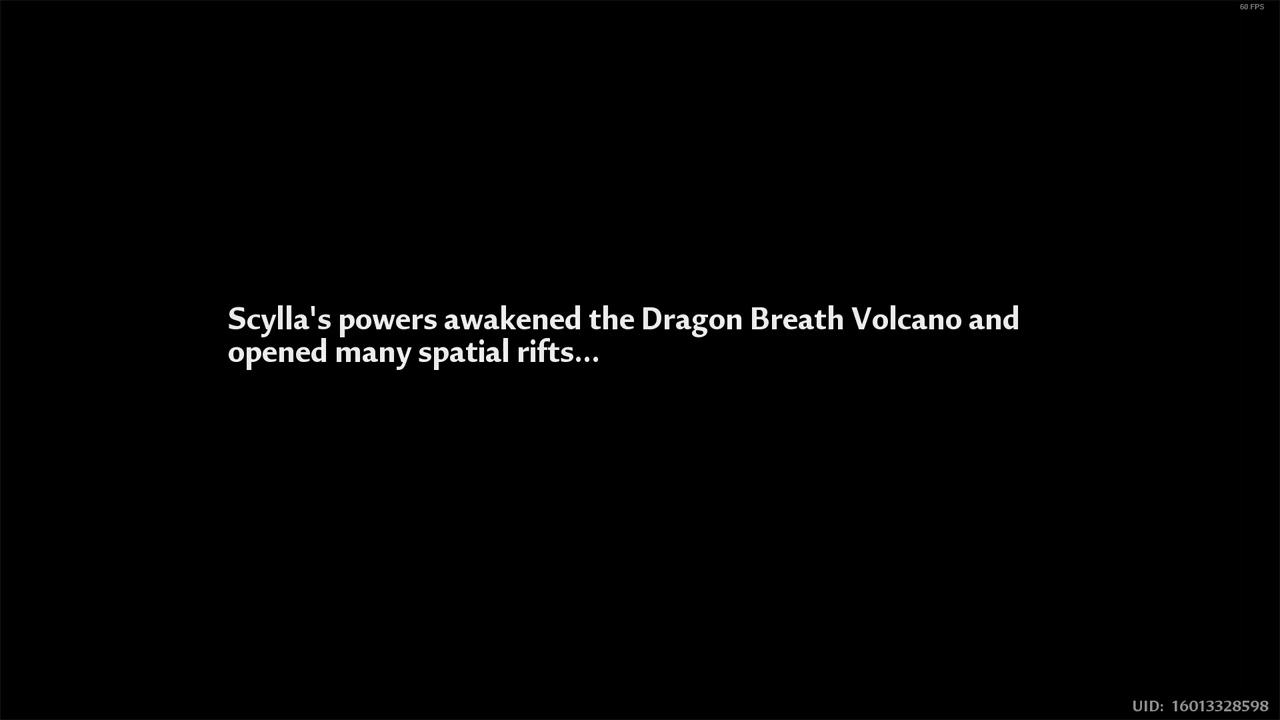 60 FPS
Scylla's powers awakened the Dragon Breath Volcano and
opened many spatial rifts...
UID: 16013328598